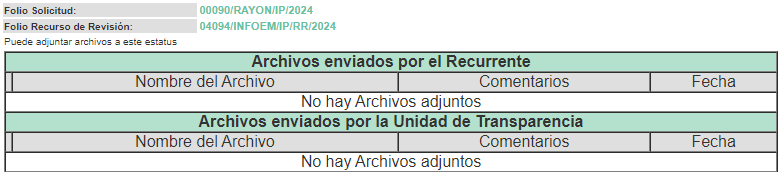 Folio Solicitud: 00090/RAYON/IP/2024
Folio Recurso de Revisión: 04094/INFOEM/IP/RR/2024
Puede adjuntar archivos a este estatus
Archivos enviados por el Recurrente
Nombre del Archivo Comentarios Fecha
No hay Archivos adjuntos
Archivos enviados por la Unidad de Transparencia
Nombre del Archivo Comentarios Fecha
No hay Archivos adjuntos